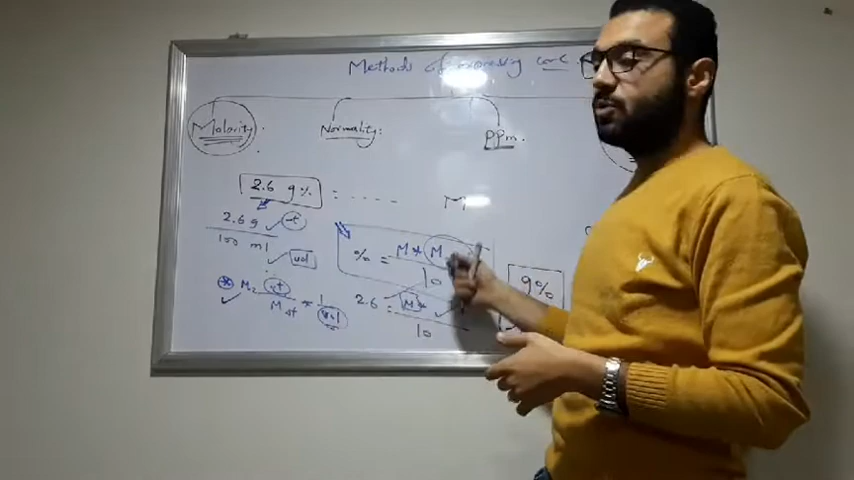 Methods of expressing conc
Molarity
Normality
PPm
2.6 g% : - - - - - M
2.6 g
100 ml
wt
vol
% = M * M
10
g%
* M = wt
M wt * 1
vol
2.6 = M *
10